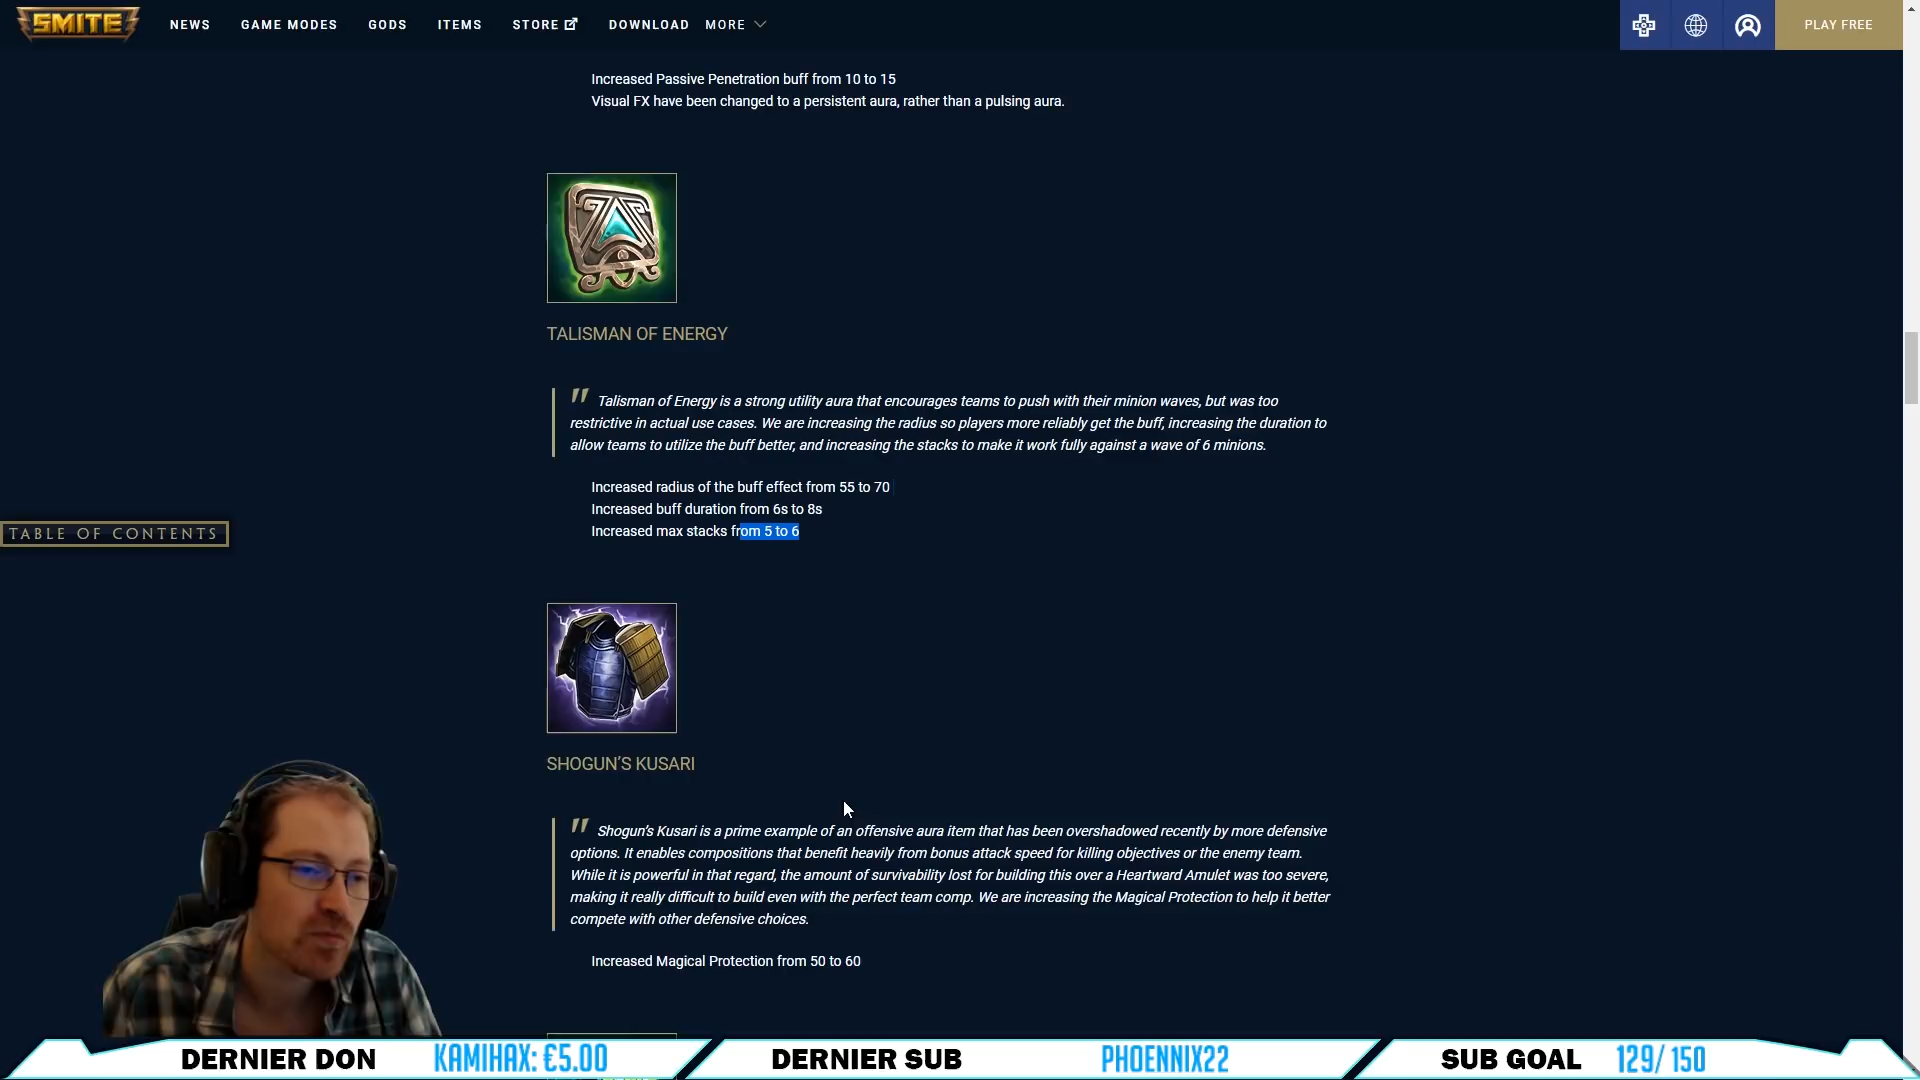 SMITE
NEWS
GAME MODES
GODS
ITEMS
STORE
DOWNLOAD
MORE
PLAY FREE
Increased Passive Penetration buff from 10 to 15
Visual FX have been changed to a persistent aura, rather than a pulsing aura.
TALISMAN OF ENERGY
" Talisman of Energy is a strong utility aura that encourages teams to push with their minion waves, but was too
restrictive in actual use cases. We are increasing the radius so players more reliably get the buff, increasing the duration to
allow teams to utilize the buff better, and increasing the stacks to make it work fully against a wave of 6 minions.
Increased radius of the buff effect from 55 to 70
Increased buff duration from 6s to 8s
Increased max stacks from 5 to 6
TABLE OF CONTENTS
SHOGUN'S KUSARI
" Shogun's Kusari is a prime example of an offensive aura item that has been overshadowed recently by more defensive
options. It enables compositions that benefit heavily from bonus attack speed for killing objectives or the enemy team.
While it is powerful in that regard, the amount of survivability lost for building this over a Heartward Amulet was too severe,
making it really difficult to build even with the perfect team comp. We are increasing the Magical Protection to help it better
compete with other defensive choices.
Increased Magical Protection from 50 to 60
DERNIER DON
KAMIHAX: €5.00
DERNIER SUB
PHOENNIX22
SUB GOAL
129/ 150